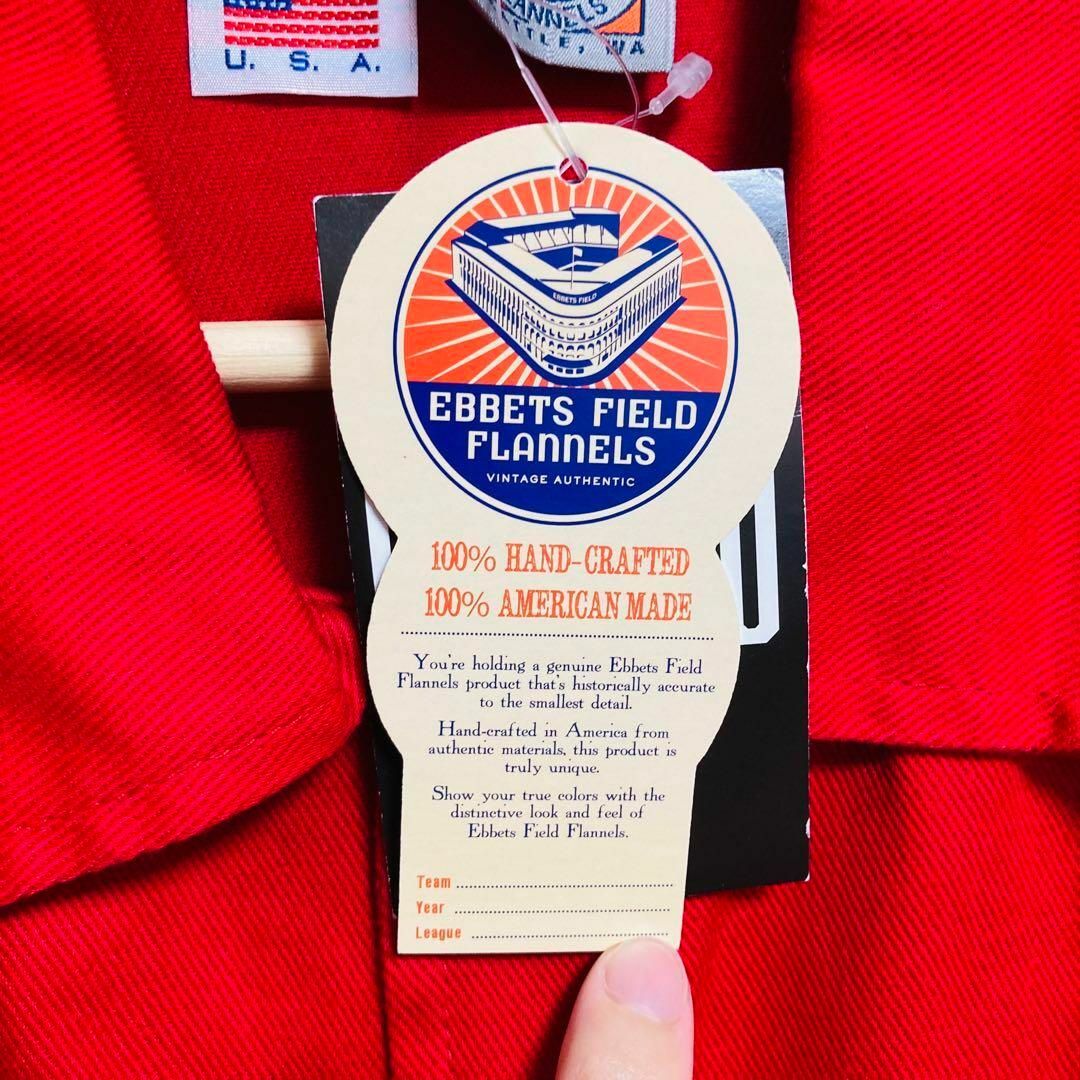 U. S. A.
FLANNELS
WA
EBBETS FIELD
EBBETS FIELD
FLANNELS
VINTAGE AUTHENTIC
100% HAND-CRAFTED
100% AMERICAN MADE
You're holding a genuine Ebbets Field
Flannels product that's historically accurate
to the smallest detail.
Hand-crafted in America from
authentic materials, this product is
truly unique.
Show your true colors with the
distinctive look and feel of
Ebbets Field Flannels.
Team
Year
League